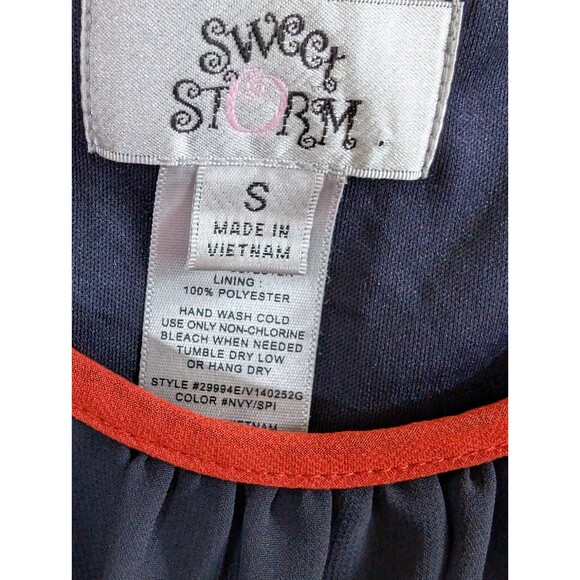 Sweet
STORM
S
MADE IN
VIETNAM
LINING :
100% POLYESTER
HAND WASH COLD
USE ONLY NON-CHLORINE
BLEACH WHEN NEEDED
TUMBLE DRY LOW
OR HANG DRY
STYLE #29994E/V140252G
COLOR #NVY/SPI